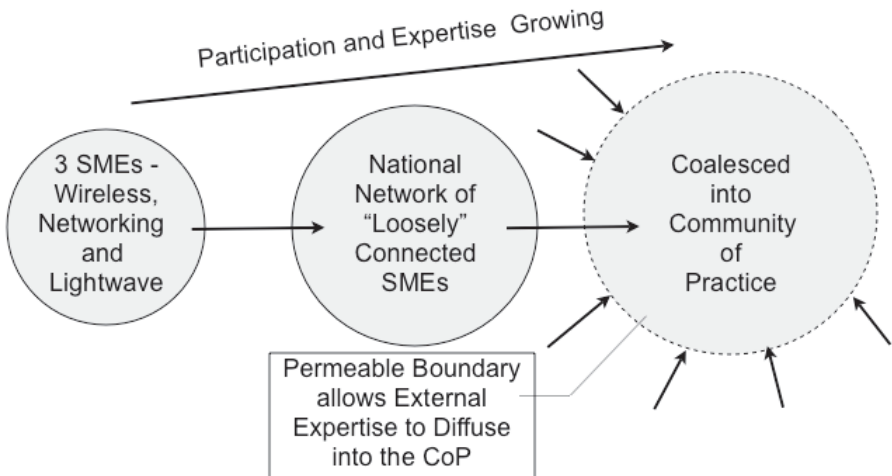 Participation and Expertise Growing
3 SMEs -
Wireless,
Networking
and
Lightwave
National
Network of
“Loosely”
Connected
SMEs
Coalesced
into
Community
of
Practice
Permeable Boundary
allows External
Expertise to Diffuse
into the CoP